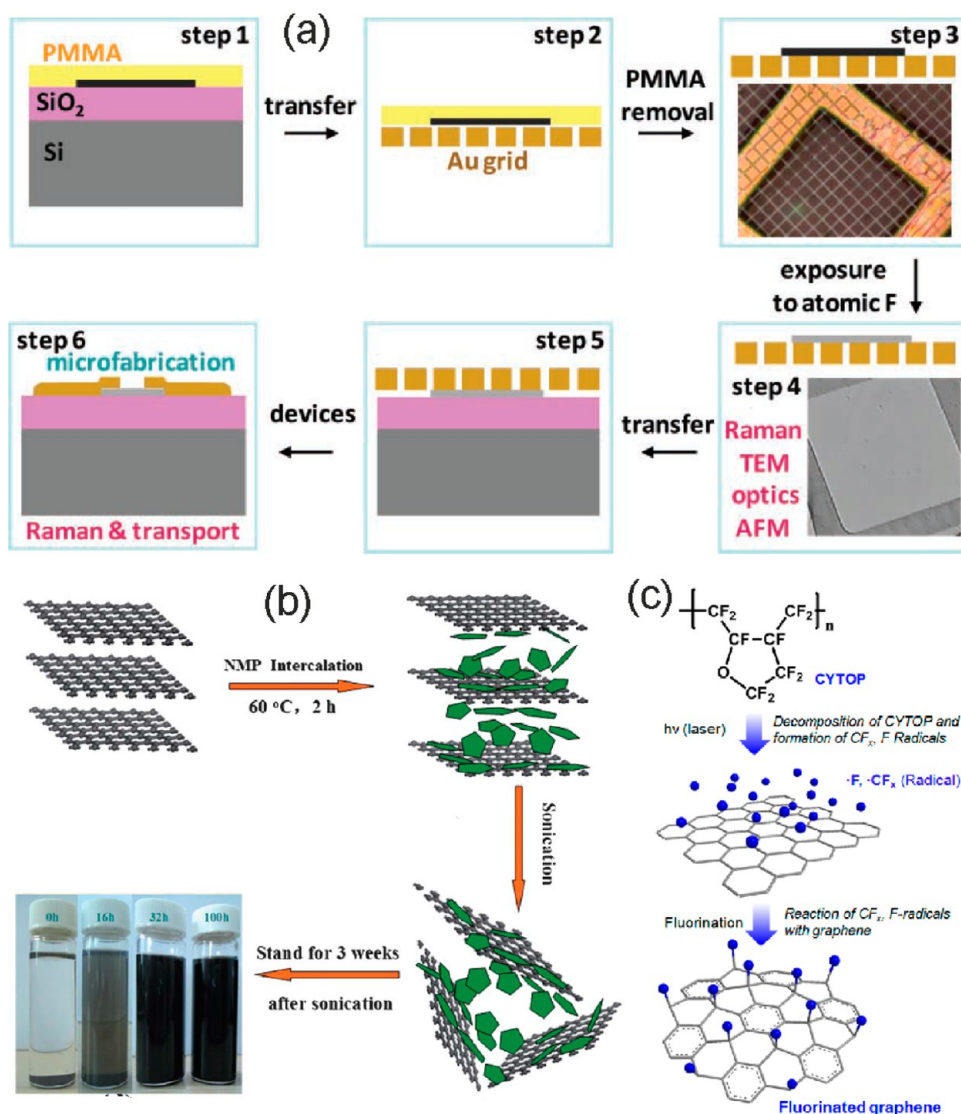 step 1
(a)
PMMA
SiO₂
Si
transfer
step 2
Au grid
PMMA
removal
step 3
exposure
to atomic F
step 4
Raman
TEM
optics
AFM
transfer
step 5
devices
step 6
microfabrication
Raman & transport
(b)
NMP Intercalation
60 °C, 2 h
Sonication
Stand for 3 weeks
after sonication
0h 16h 32h 100h
(c)
CF₂ CF₂ n
CF CF
O CF₂
CF₂
CYTOP
hν (laser)
Decomposition of CYTOP and
formation of CFₓ, F Radicals
·F, ·CFₓ (Radical)
Fluorination
Reaction of CFₓ, F-radicals
with graphene
Fluorinated graphene